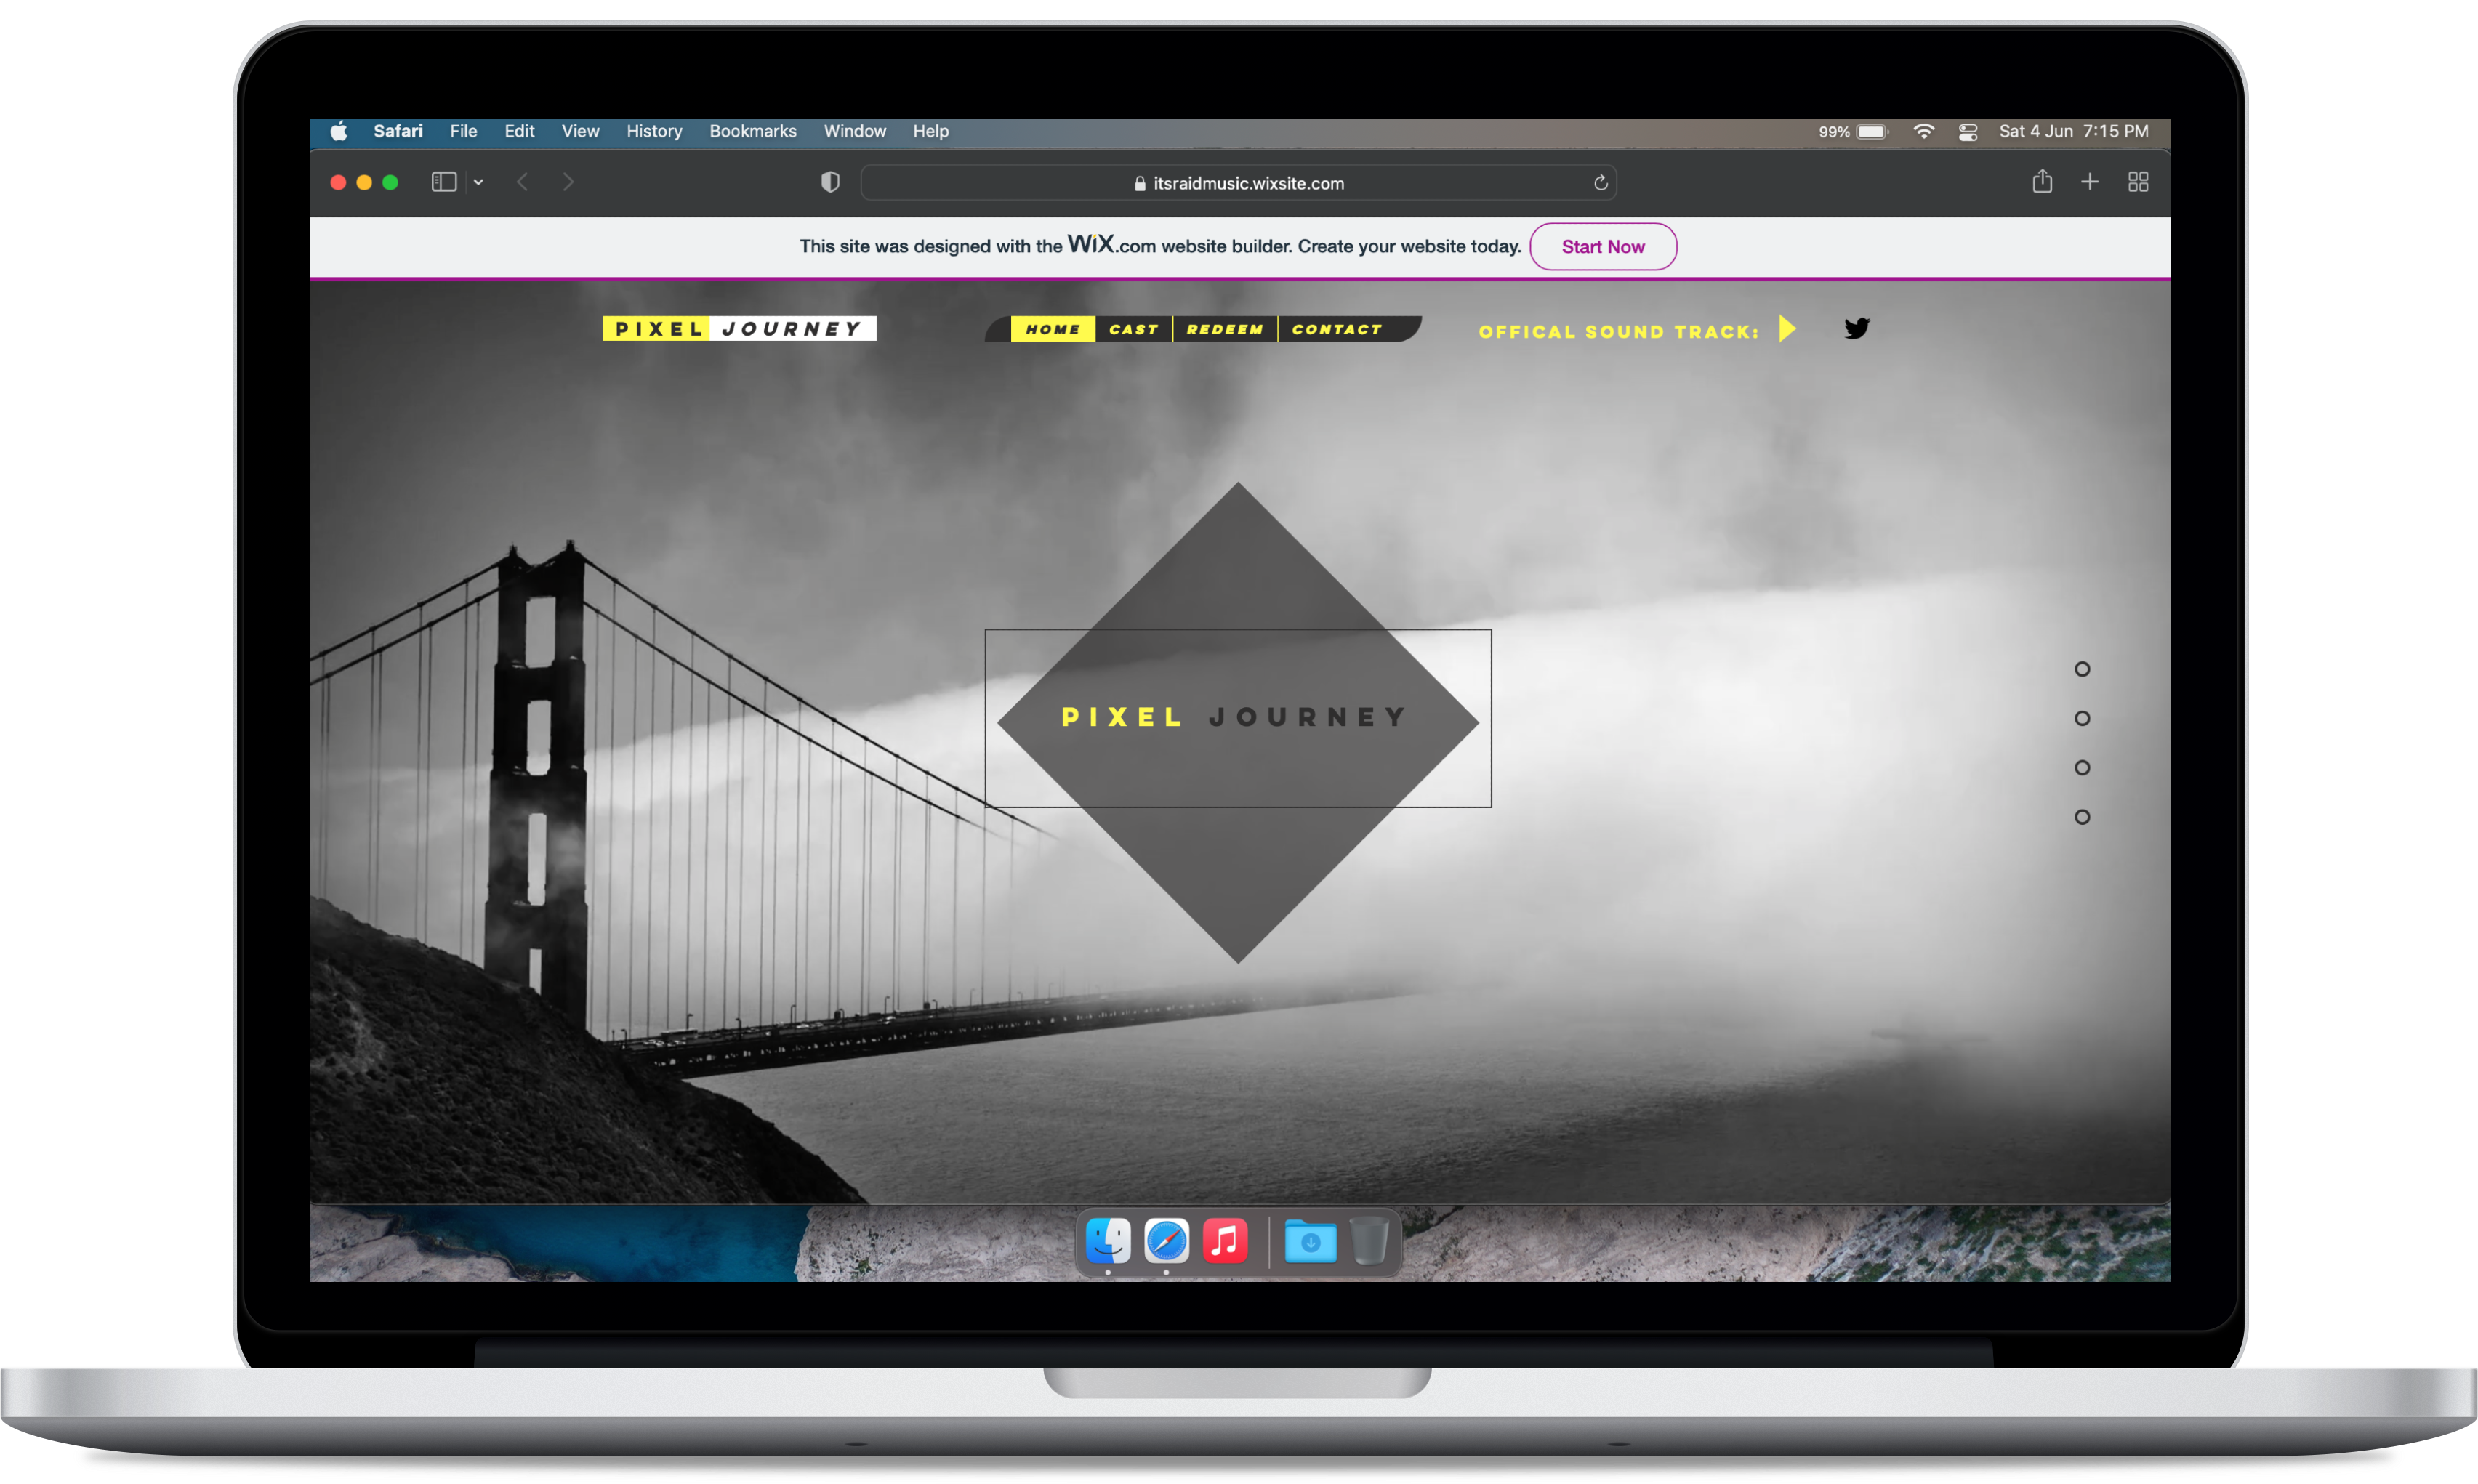 Safari File Edit View History Bookmarks Window Help 99% Sat 4 Jun 7:15 PM
itsraidmusic.wixsite.com
This site was designed with the WiX.com website builder. Create your website today. Start Now
PIXEL JOURNEY HOME CAST REDEEM CONTACT OFFICAL SOUND TRACK:
PIXEL JOURNEY